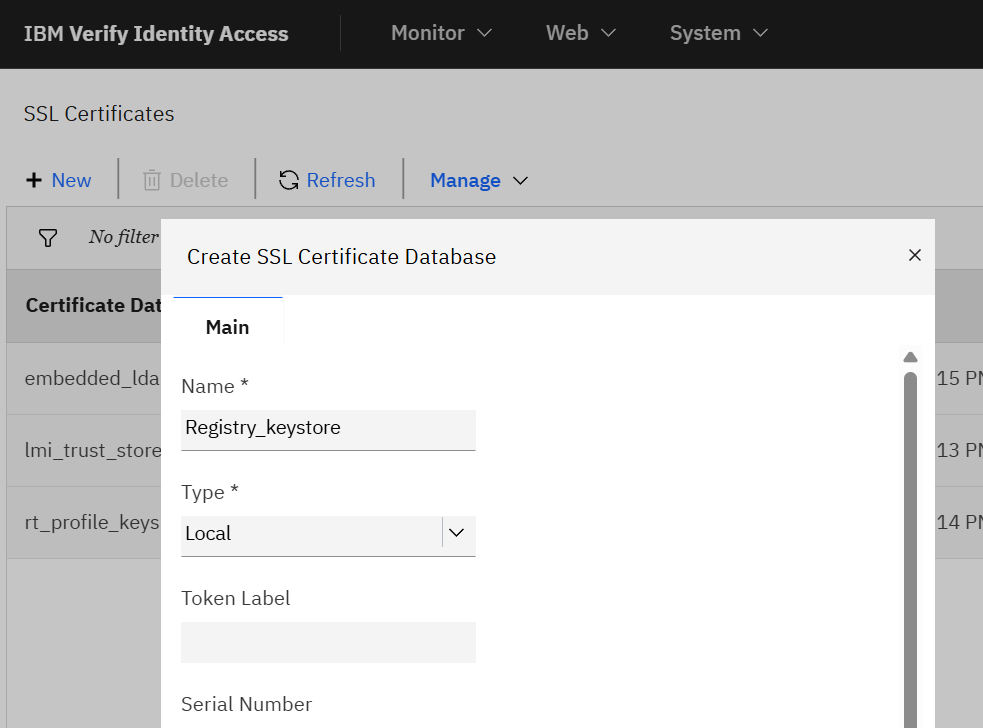 IBM Verify Identity Access Monitor Web System
SSL Certificates
New Delete Refresh Manage
No filter
Create SSL Certificate Database
Certificate Dat
Main
Name *
embedded_lda 15 PM
Registry_keystore
lmi_trust_store 13 PM
Type *
rt_profile_keys 14 PM
Local
Token Label
Serial Number